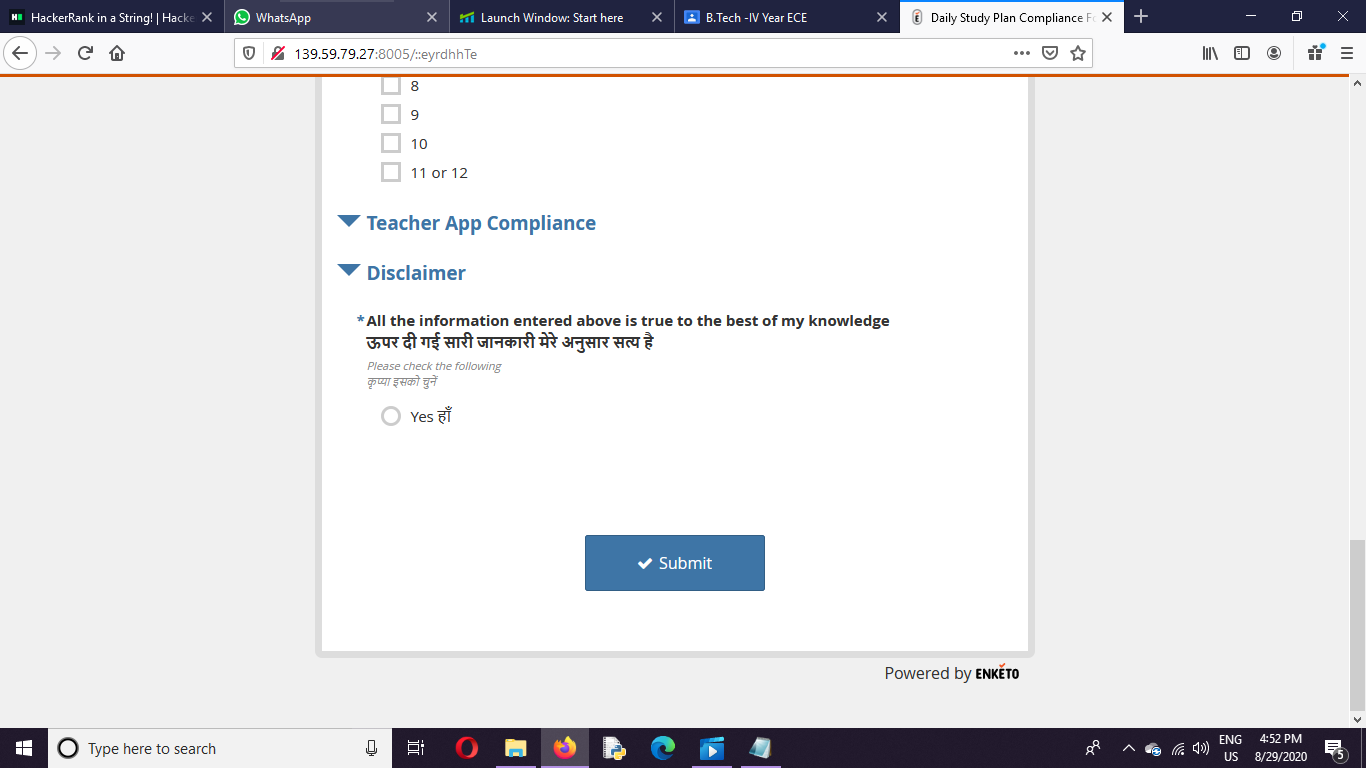 HackerRank in a String! | Hacke
WhatsApp
Launch Window: Start here
B.Tech -IV Year ECE
Daily Study Plan Compliance Fo
139.59.79.27:8005/::eyrdhhTe
8
9
10
11 or 12
Teacher App Compliance
Disclaimer
* All the information entered above is true to the best of my knowledge
ऊपर दी गई सारी जानकारी मेरे अनुसार सत्य है
Please check the following
कृप्या इसको चुनें
Yes हाँ
Submit
Powered by ENKETO
Type here to search
ENG
US
4:52 PM
8/29/2020
5